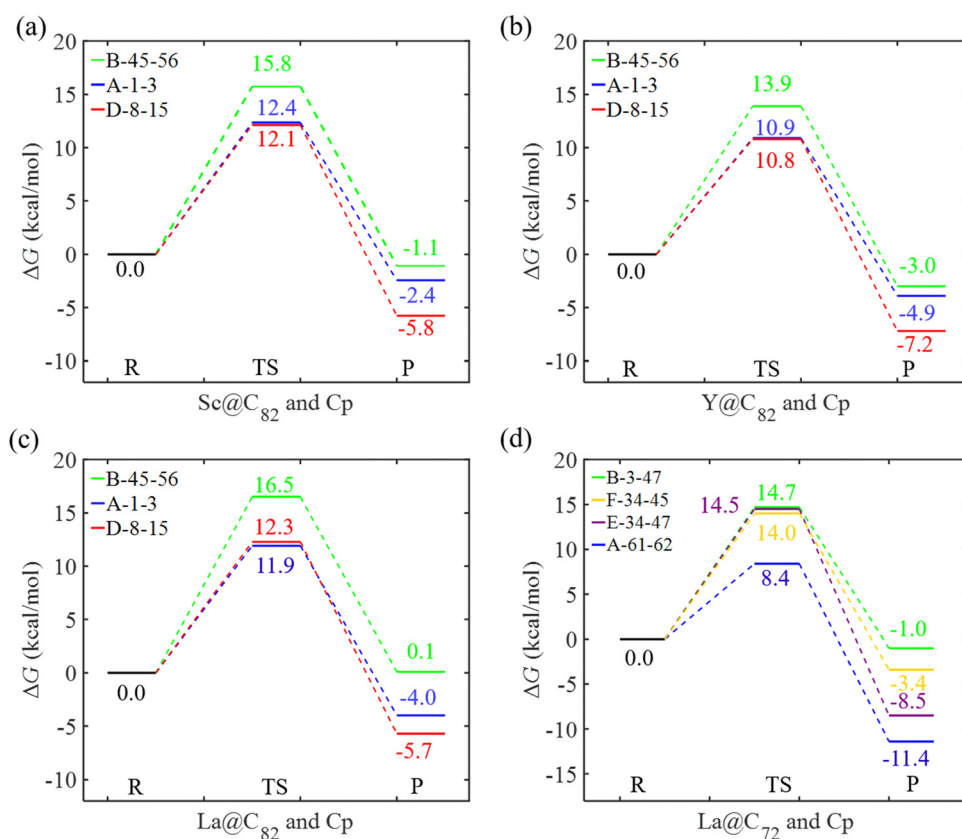 (a)
20
15
10
5
0
-5
-10
ΔG (kcal/mol)
B-45-56
A-1-3
D-8-15
15.8
12.4
12.1
0.0
-1.1
-2.4
-5.8
R TS P
Sc@C82 and Cp
(b)
20
15
10
5
0
-5
-10
ΔG (kcal/mol)
B-45-56
A-1-3
D-8-15
13.9
10.9
10.8
0.0
-3.0
-4.9
-7.2
R TS P
Y@C82 and Cp
(c)
20
15
10
5
0
-5
-10
ΔG (kcal/mol)
B-45-56
A-1-3
D-8-15
16.5
12.3
11.9
0.0
0.1
-4.0
-5.7
R TS P
La@C82 and Cp
(d)
20
15
10
5
0
-5
-10
-15
ΔG (kcal/mol)
B-3-47
F-34-45
E-34-47
A-61-62
14.7
14.5
14.0
8.4
0.0
-1.0
-3.4
-8.5
-11.4
R TS P
La@C72 and Cp